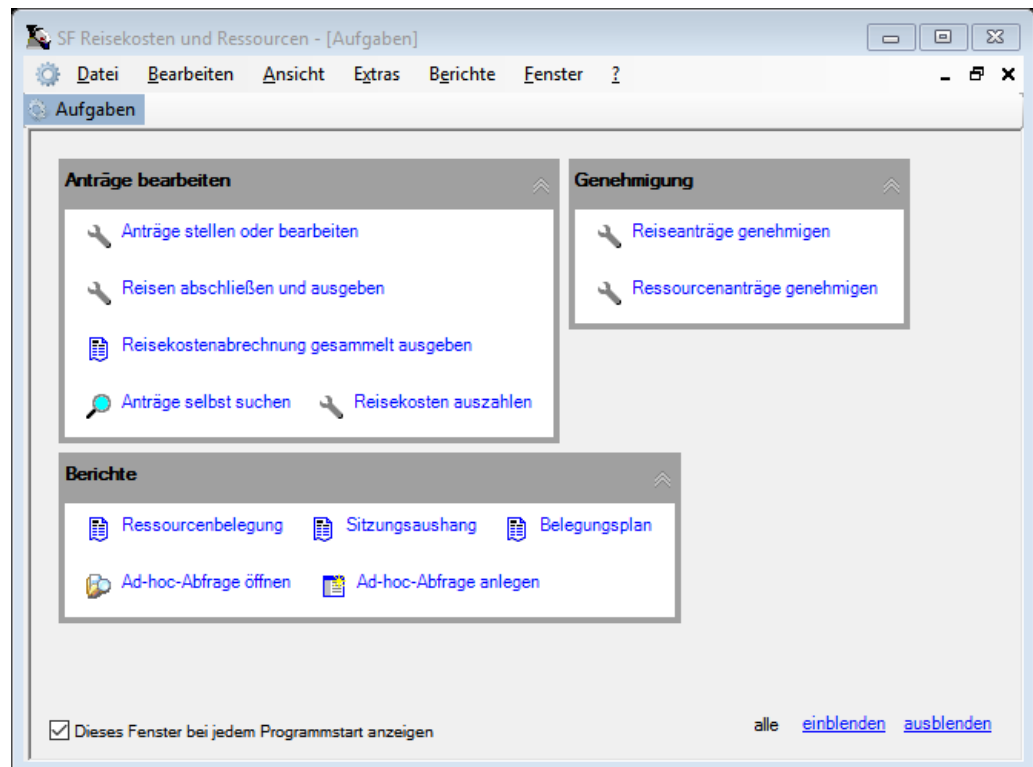 SF Reisekosten und Ressourcen - [Aufgaben]
Datei Bearbeiten Ansicht Extras Berichte Fenster ?
Aufgaben
Anträge bearbeiten
Anträge stellen oder bearbeiten
Reisen abschließen und ausgeben
Reisekostenabrechnung gesammelt ausgeben
Anträge selbst suchen Reisekosten auszahlen
Genehmigung
Reiseanträge genehmigen
Ressourcenanträge genehmigen
Berichte
Ressourcenbelegung Sitzungsaushang Belegungsplan
Ad-hoc-Abfrage öffnen Ad-hoc-Abfrage anlegen
Dieses Fenster bei jedem Programmstart anzeigen
alle einblenden ausblenden